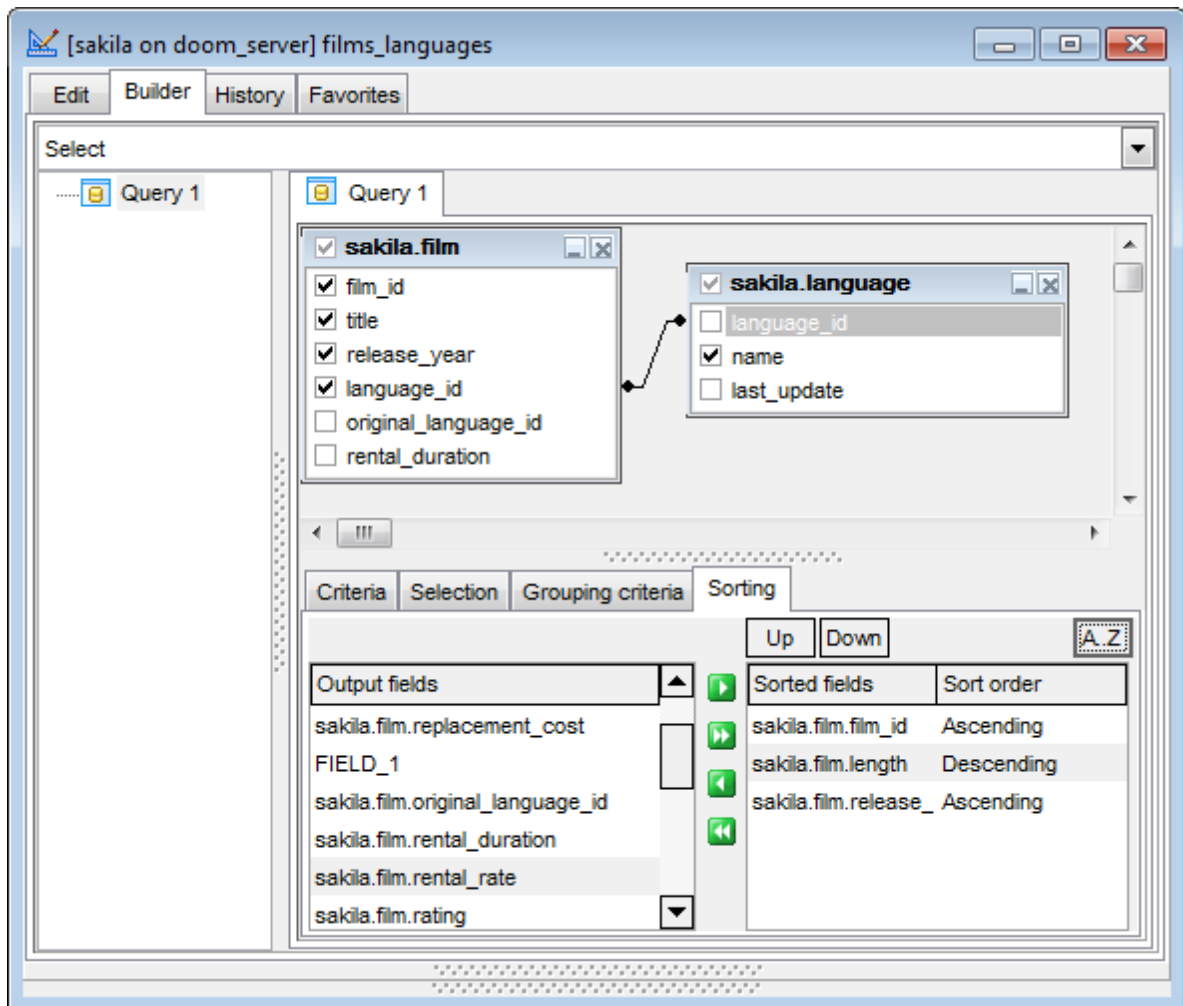 [sakila on doom_server] films_languages
Edit Builder History Favorites
Select
Query 1
Query 1
sakila.film
film_id
title
release_year
language_id
original_language_id
rental_duration
sakila.language
language_id
name
last_update
Criteria Selection Grouping criteria Sorting
Up Down A..Z
Output fields
sakila.film.replacement_cost
FIELD_1
sakila.film.original_language_id
sakila.film.rental_duration
sakila.film.rental_rate
sakila.film.rating
Sorted fields Sort order
sakila.film.film_id Ascending
sakila.film.length Descending
sakila.film.release_ Ascending